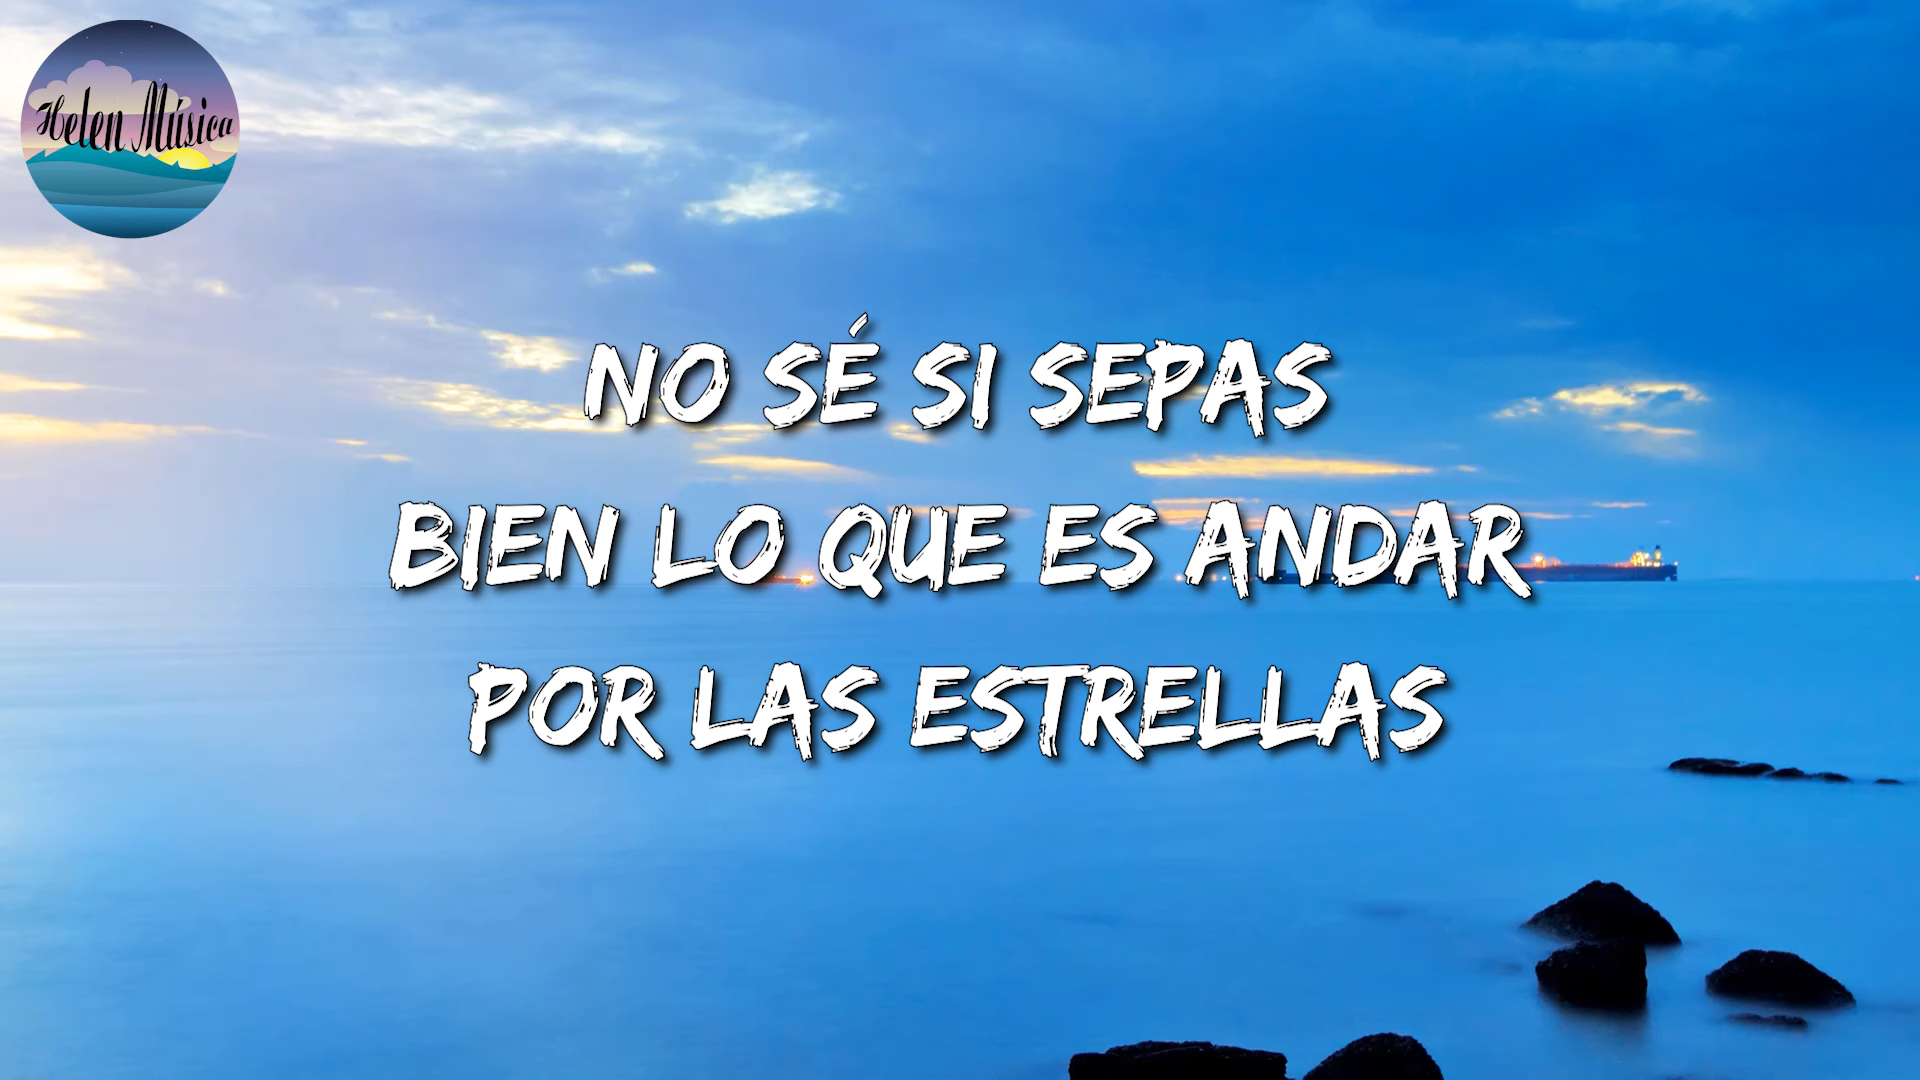 Helen Música
NO SÉ SI SEPAS
BIEN LO QUE ES ANDAR
POR LAS ESTRELLAS